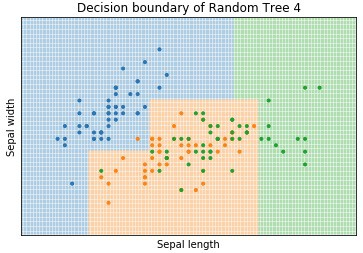 Decision boundary of Random Tree 4
Sepal width
Sepal length